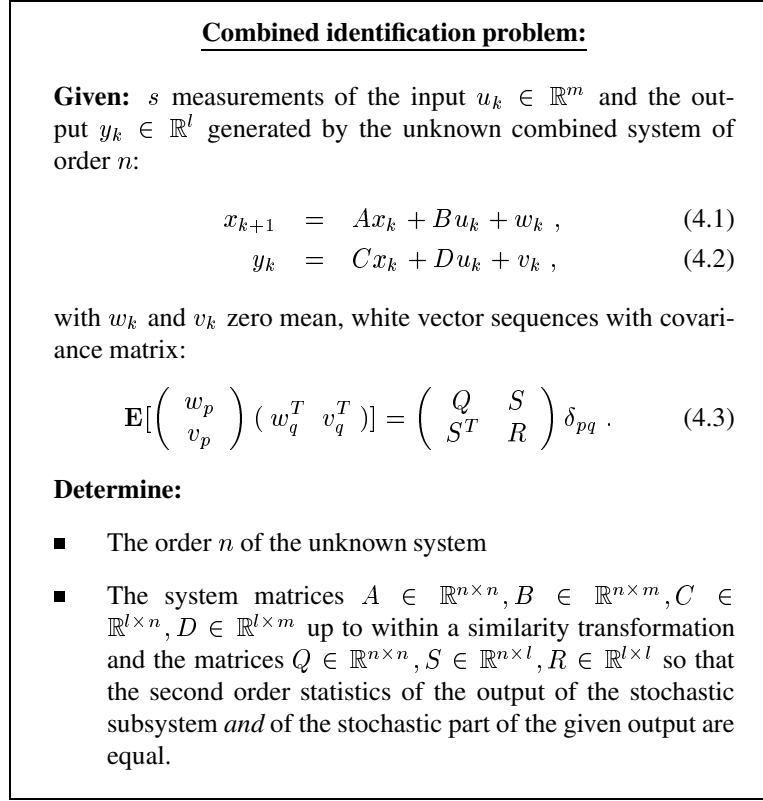 Combined identification problem:
Given: s measurements of the input u_k ∈ ℝ^m and the out-
put y_k ∈ ℝ^l generated by the unknown combined system of
order n:
x_{k+1} = Ax_k + Bu_k + w_k , (4.1)
y_k = Cx_k + Du_k + v_k , (4.2)
with w_k and v_k zero mean, white vector sequences with covari-
ance matrix:
E[( w_p ; v_p ) ( w_q^T v_q^T )] = ( Q S ; S^T R ) δ_{pq} . (4.3)
Determine:
■ The order n of the unknown system
■ The system matrices A ∈ ℝ^{n×n}, B ∈ ℝ^{n×m}, C ∈
ℝ^{l×n}, D ∈ ℝ^{l×m} up to within a similarity transformation
and the matrices Q ∈ ℝ^{n×n}, S ∈ ℝ^{n×l}, R ∈ ℝ^{l×l} so that
the second order statistics of the output of the stochastic
subsystem and of the stochastic part of the given output are
equal.